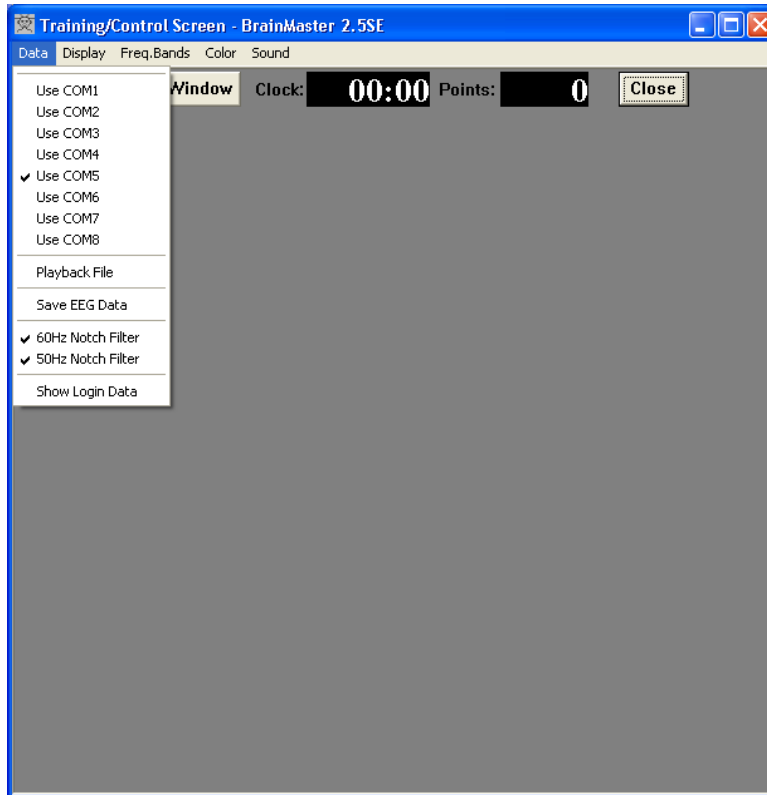 Training/Control Screen - BrainMaster 2.5SE
Data Display Freq.Bands Color Sound
Window Clock: 00:00 Points: 0 Close
Use COM1
Use COM2
Use COM3
Use COM4
Use COM5
Use COM6
Use COM7
Use COM8
Playback File
Save EEG Data
60Hz Notch Filter
50Hz Notch Filter
Show Login Data